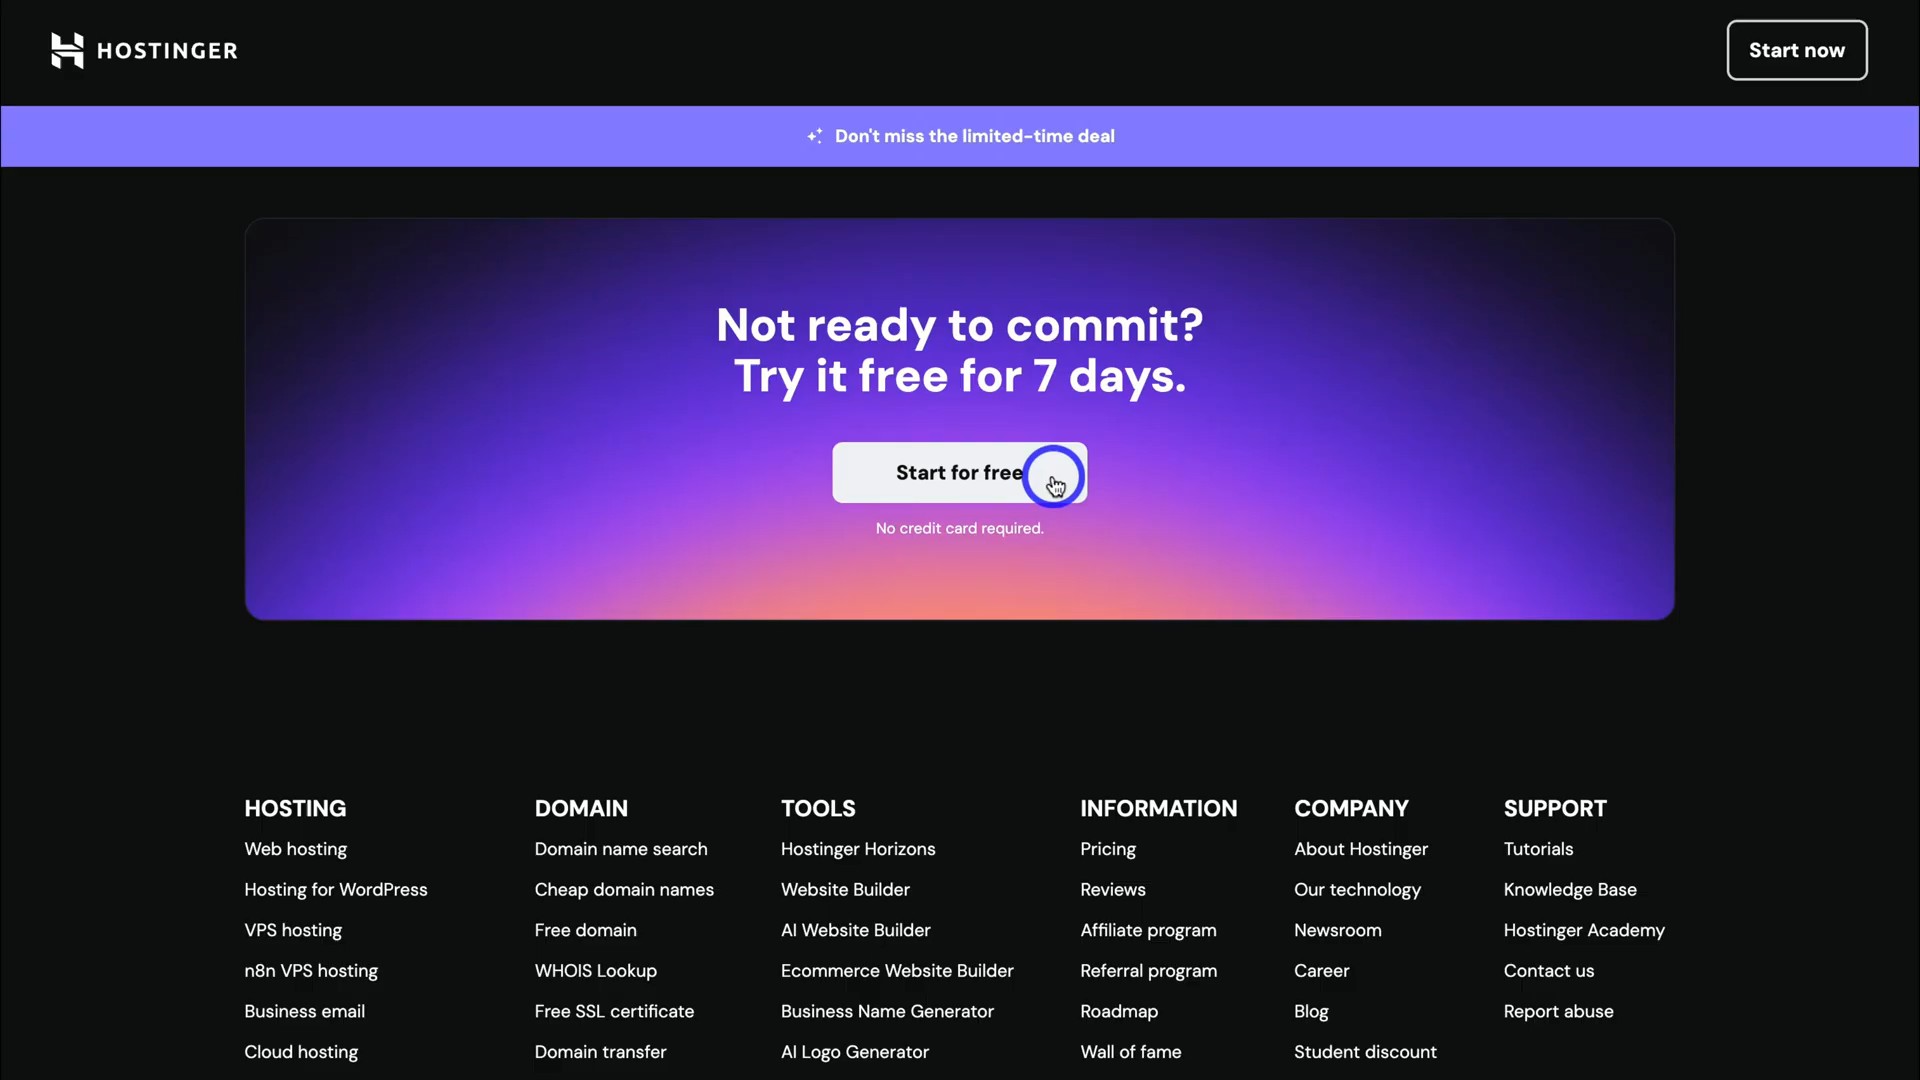 HOSTINGER
Start now
Don't miss the limited-time deal
Not ready to commit?
Try it free for 7 days.
Start for free
No credit card required.
HOSTING
Web hosting
Hosting for WordPress
VPS hosting
n8n VPS hosting
Business email
Cloud hosting
DOMAIN
Domain name search
Cheap domain names
Free domain
WHOIS Lookup
Free SSL certificate
Domain transfer
TOOLS
Hostinger Horizons
Website Builder
AI Website Builder
Ecommerce Website Builder
Business Name Generator
AI Logo Generator
INFORMATION
Pricing
Reviews
Affiliate program
Referral program
Roadmap
Wall of fame
COMPANY
About Hostinger
Our technology
Newsroom
Career
Blog
Student discount
SUPPORT
Tutorials
Knowledge Base
Hostinger Academy
Contact us
Report abuse